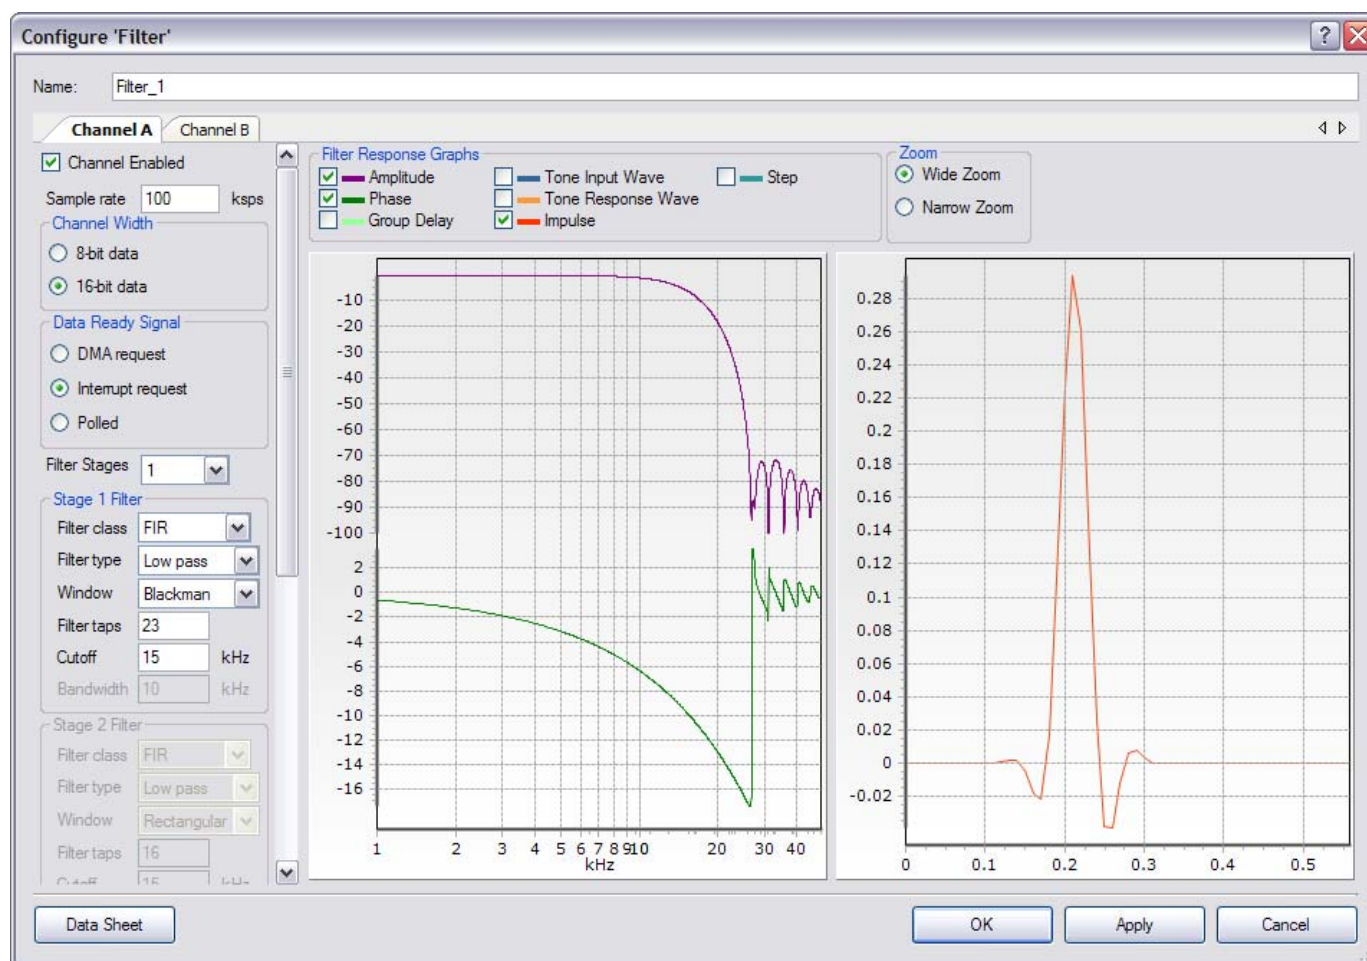 Configure 'Filter'
Name: Filter_1
Channel A Channel B
Channel Enabled
Sample rate 100 ksps
Channel Width
8-bit data
16-bit data
Data Ready Signal
DMA request
Interrupt request
Polled
Filter Stages 1
Stage 1 Filter
Filter class FIR
Filter type Low pass
Window Blackman
Filter taps 23
Cutoff 15 kHz
Bandwidth 10 kHz
Stage 2 Filter
Filter class FIR
Filter type Low pass
Window Rectangular
Filter taps 16
Cutoff 15 kHz
Filter Response Graphs
Amplitude Tone Input Wave Step
Phase Tone Response Wave
Group Delay Impulse
Zoom
Wide Zoom
Narrow Zoom
-10
-20
-30
-40
-50
-60
-70
-80
-90
-100
2
0
-2
-4
-6
-8
-10
-12
-14
-16
1 2 3 4 5 6 7 8 910 20 30 40
kHz
0.28
0.26
0.24
0.22
0.2
0.18
0.16
0.14
0.12
0.1
0.08
0.06
0.04
0.02
0
-0.02
0 0.1 0.2 0.3 0.4 0.5
Data Sheet OK Apply Cancel